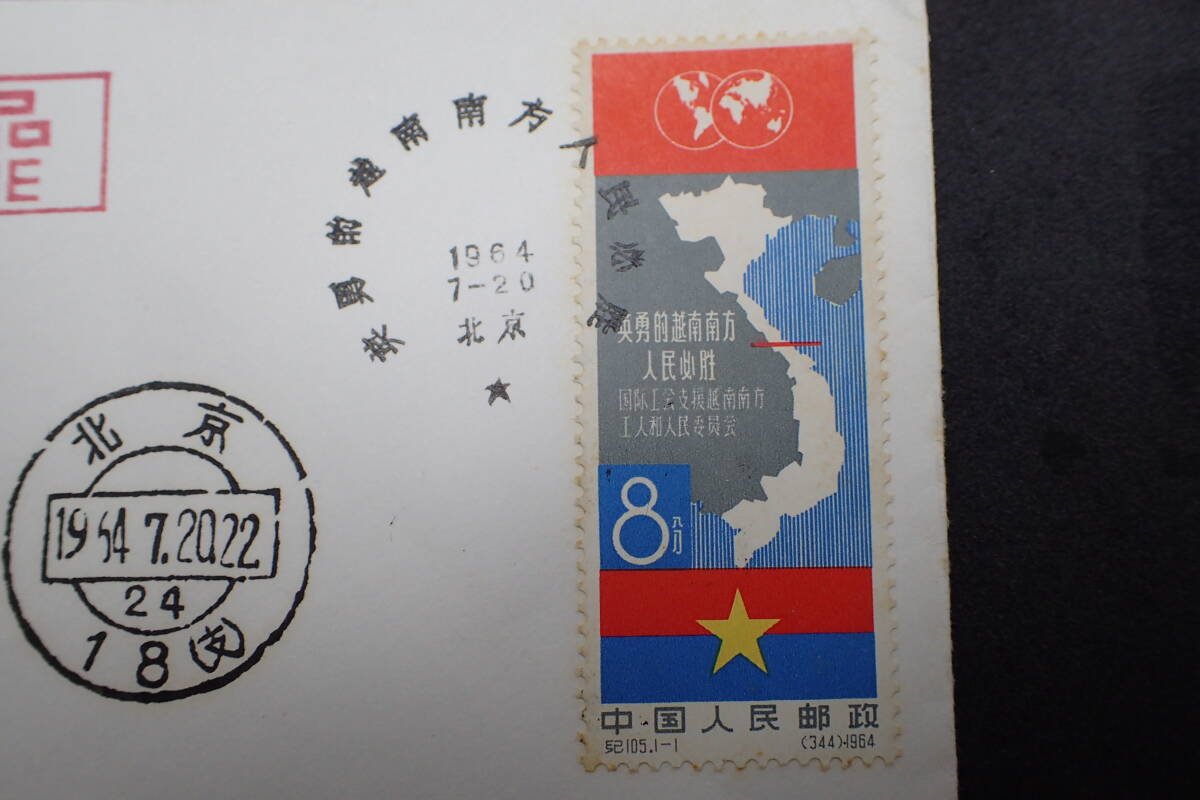 品
英勇的越南南方人民必胜
1964
7-20
北京
★
北京
1964.7.20.22
24
18(支)
英勇的越南南方
人民必胜
国际工会支援越南南方
工人和人民委员会
8分
中国人民邮政
纪105.1-1 (344)·1964